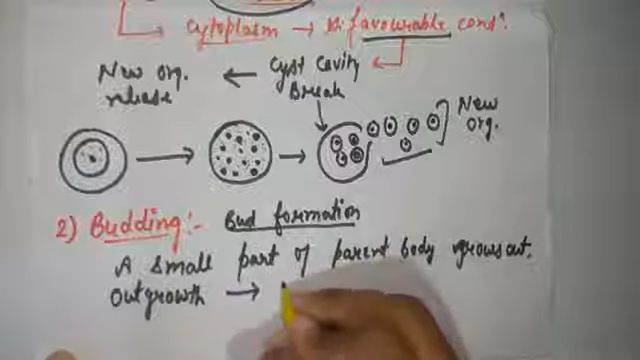 Cytoplasm → favourable condn.
New org. ← Cyst Cavity
release Break
New
org.
2) Budding:- Bud formation
A small part of parent body grows out.
Outgrowth →